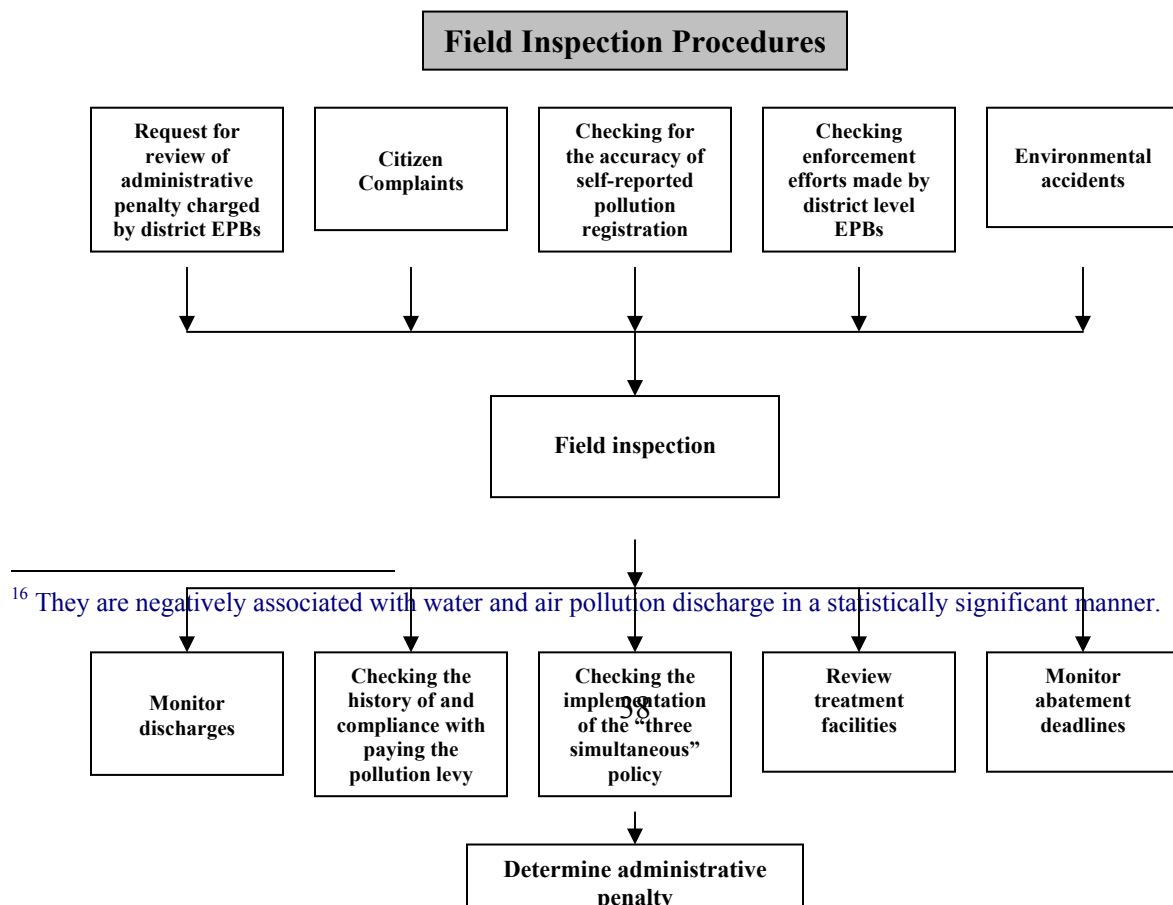 Field Inspection Procedures
Request for
review of
administrative
penalty charged
by district EPBs
Citizen
Complaints
Checking for
the accuracy of
self-reported
pollution
registration
Checking
enforcement
efforts made by
district level
EPBs
Environmental
accidents
Field inspection
16 They are negatively associated with water and air pollution discharge in a statistically significant manner.
Monitor
discharges
Checking the
history of and
compliance with
paying the
pollution levy
Checking the
implementation
of the “three
simultaneous”
policy
38
Review
treatment
facilities
Monitor
abatement
deadlines
Determine administrative
penalty